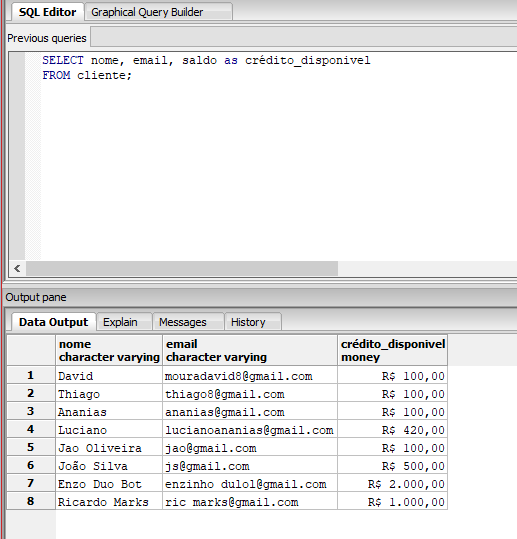 SQL Editor Graphical Query Builder
Previous queries
SELECT nome, email, saldo as crédito_disponivel
FROM cliente;
Output pane
Data Output Explain Messages History
nome email crédito_disponivel
character varying character varying money
1 David mouradavid8@gmail.com R$ 100,00
2 Thiago thiago8@gmail.com R$ 100,00
3 Ananias ananias@gmail.com R$ 100,00
4 Luciano lucianoananias@gmail.com R$ 420,00
5 Jao Oliveira jao@gmail.com R$ 100,00
6 João Silva js@gmail.com R$ 500,00
7 Enzo Duo Bot enzinho_dulol@gmail.com R$ 2.000,00
8 Ricardo Marks ric_marks@gmail.com R$ 1.000,00